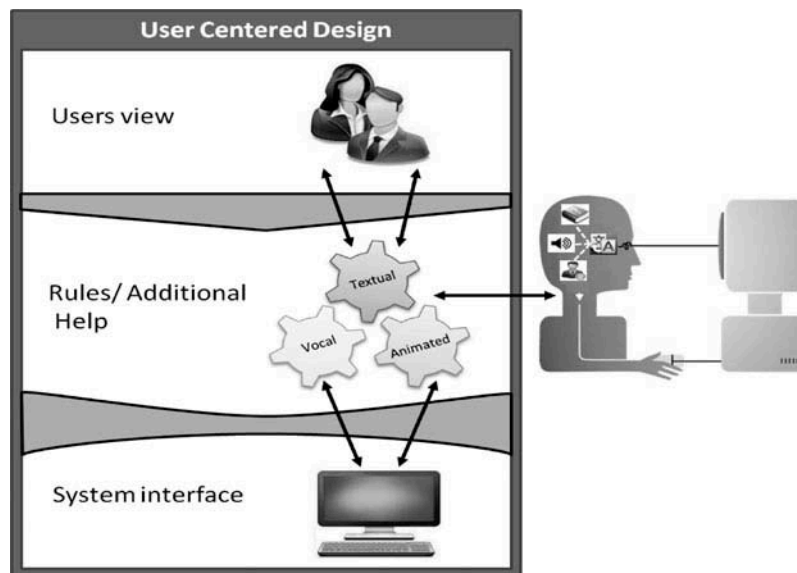 User Centered Design
Users view
Rules/ Additional
Help
Textual
Vocal
Animated
System interface
A